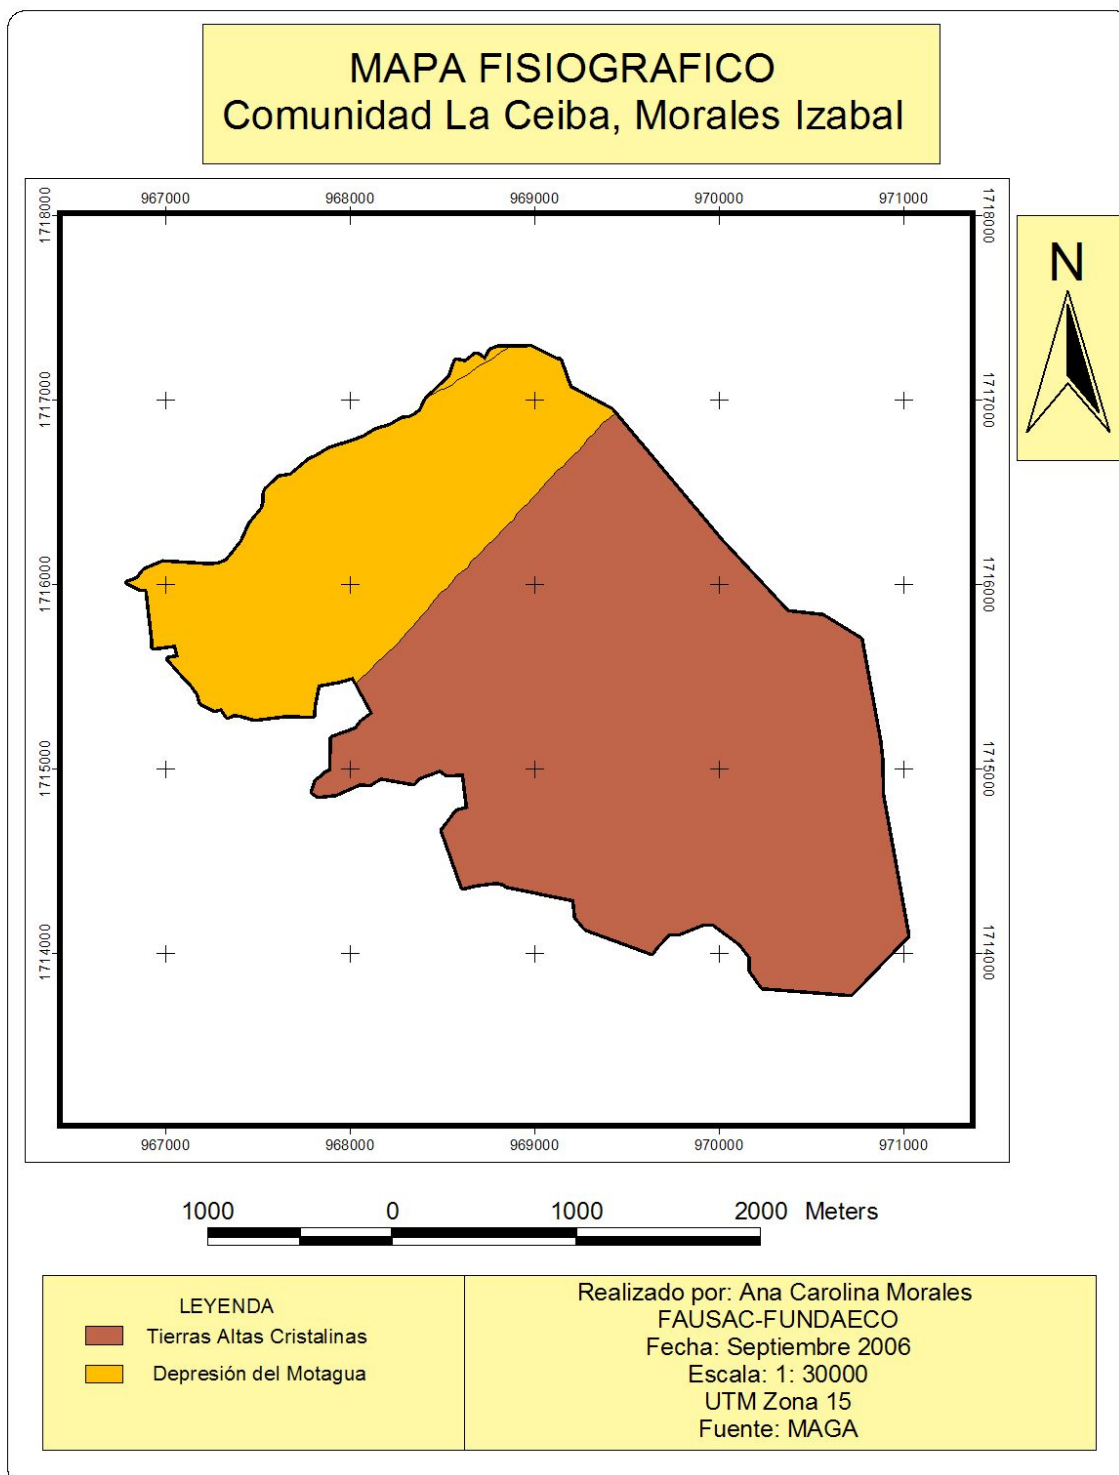 MAPA FISIOGRAFICO
Comunidad La Ceiba, Morales Izabal
967000 968000 969000 970000 971000
1718000 1718000
N
1717000 1717000
1716000 1716000
1715000 1715000
1714000 1714000
967000 968000 969000 970000 971000
1000 0 1000 2000 Meters
LEYENDA
Tierras Altas Cristalinas
Depresión del Motagua
Realizado por: Ana Carolina Morales
FAUSAC-FUNDAECO
Fecha: Septiembre 2006
Escala: 1: 30000
UTM Zona 15
Fuente: MAGA